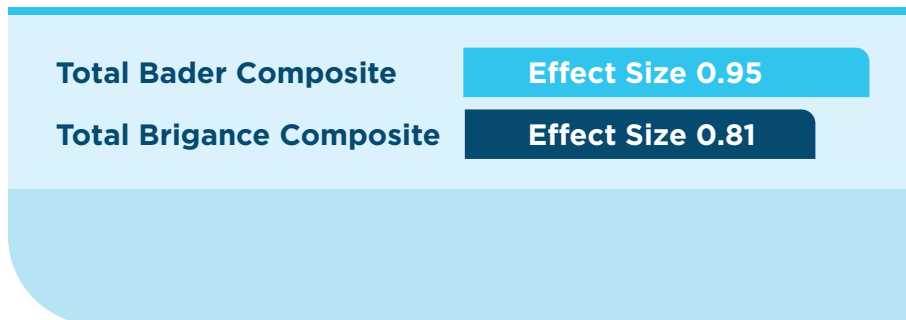 Total Bader Composite Effect Size 0.95
Total Brigance Composite Effect Size 0.81